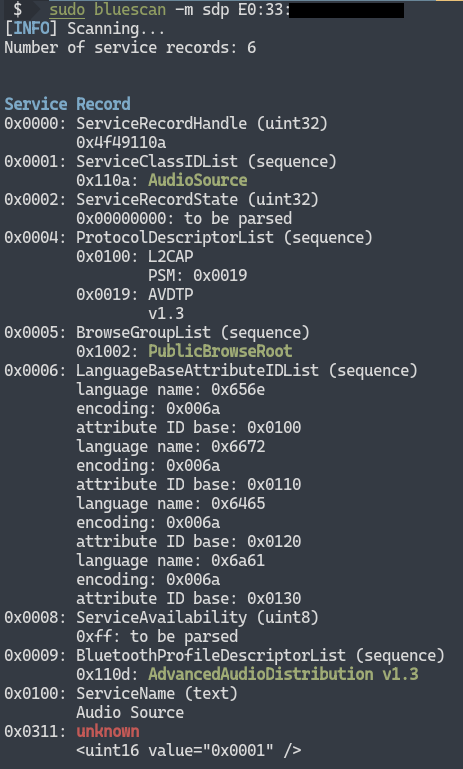 $ sudo bluescan -m sdp E0:33:
[INFO] Scanning...
Number of service records: 6
Service Record
0x0000: ServiceRecordHandle (uint32)
0x4f49110a
0x0001: ServiceClassIDList (sequence)
0x110a: AudioSource
0x0002: ServiceRecordState (uint32)
0x00000000: to be parsed
0x0004: ProtocolDescriptorList (sequence)
0x0100: L2CAP
PSM: 0x0019
0x0019: AVDTP
v1.3
0x0005: BrowseGroupList (sequence)
0x1002: PublicBrowseRoot
0x0006: LanguageBaseAttributeIDList (sequence)
language name: 0x656e
encoding: 0x006a
attribute ID base: 0x0100
language name: 0x6672
encoding: 0x006a
attribute ID base: 0x0110
language name: 0x6465
encoding: 0x006a
attribute ID base: 0x0120
language name: 0x6a61
encoding: 0x006a
attribute ID base: 0x0130
0x0008: ServiceAvailability (uint8)
0xff: to be parsed
0x0009: BluetoothProfileDescriptorList (sequence)
0x110d: AdvancedAudioDistribution v1.3
0x0100: ServiceName (text)
Audio Source
0x0311: unknown
<uint16 value="0x0001" />